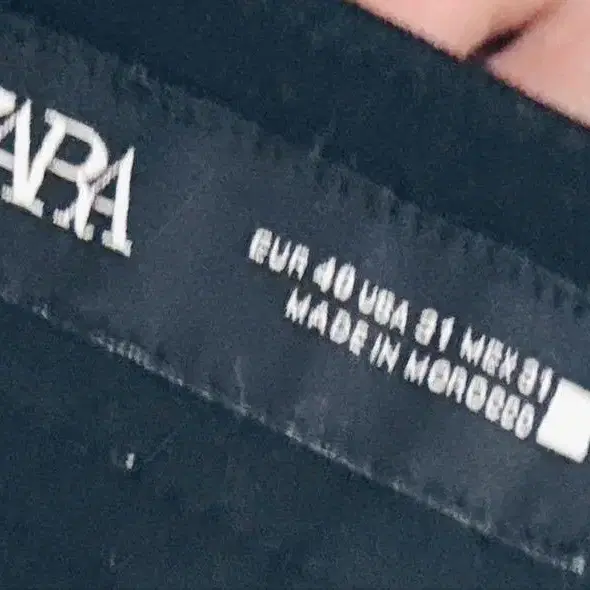 ZARA
EUR 40 USA 31 MEX 31
MADE IN MOROCCO